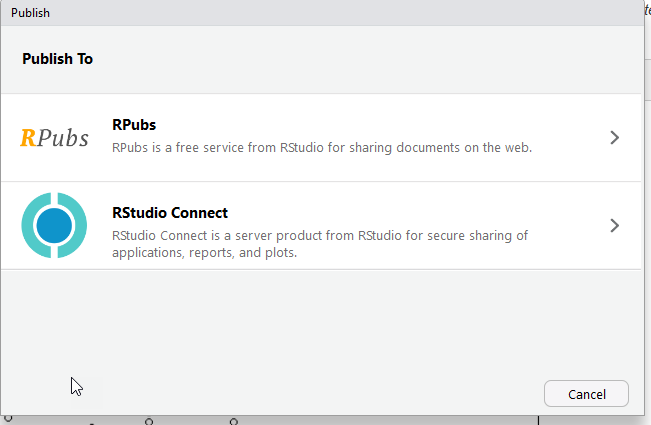 Publish
Publish To
RPubs
RPubs
RPubs is a free service from RStudio for sharing documents on the web.
RStudio Connect
RStudio Connect is a server product from RStudio for secure sharing of
applications, reports, and plots.
Cancel